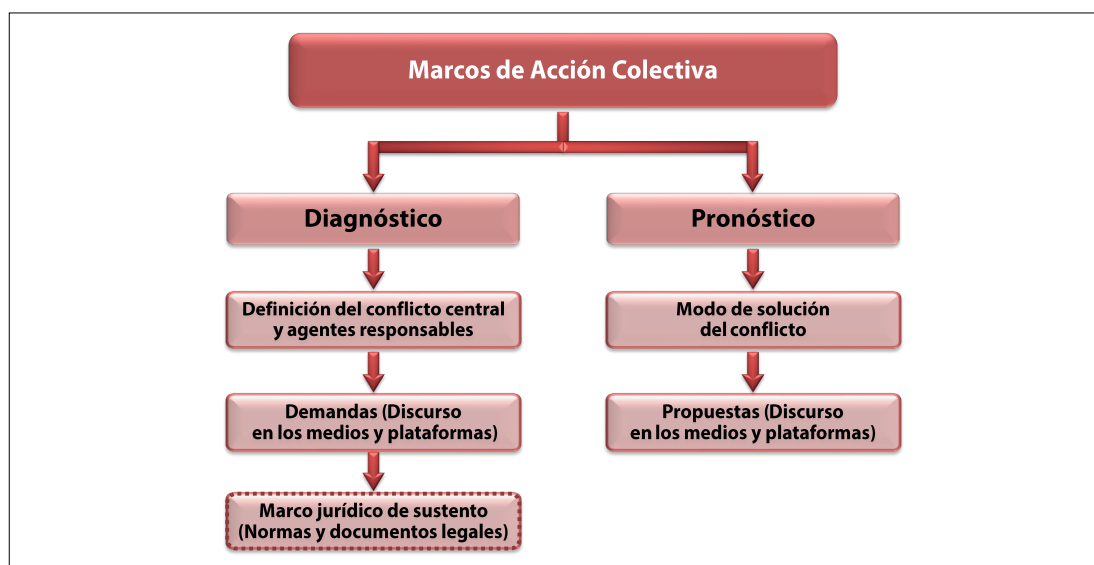 Marcos de Acción Colectiva
Diagnóstico
Pronóstico
Definición del conflicto central
y agentes responsables
Modo de solución
del conflicto
Demandas (Discurso
en los medios y plataformas)
Propuestas (Discurso
en los medios y plataformas)
Marco jurídico de sustento
(Normas y documentos legales)